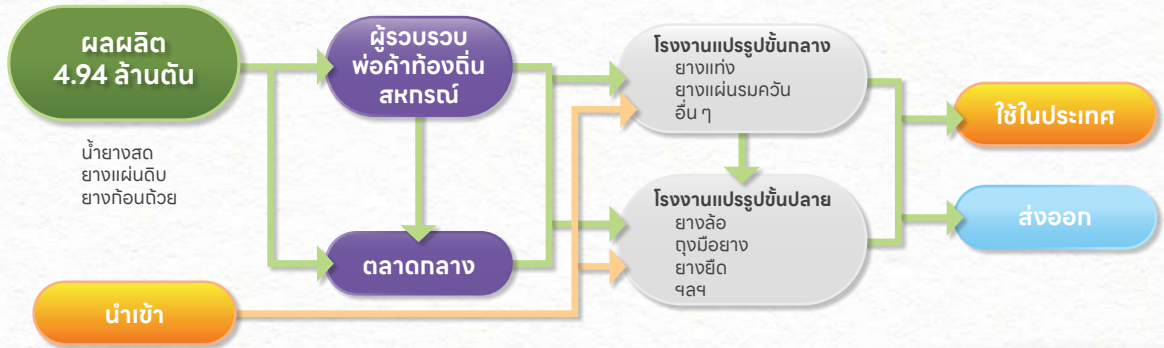 ผลผลิต
4.94 ล้านตัน
น้ำยางสด
ยางแผ่นดิบ
ยางก้อนถ้วย
นำเข้า
ผู้รวบรวม
พ่อค้าท้องถิ่น
สหกรณ์
ตลาดกลาง
โรงงานแปรรูปขั้นกลาง
ยางแท่ง
ยางแผ่นรมควัน
อื่น ๆ
โรงงานแปรรูปขั้นปลาย
ยางล้อ
ถุงมือยาง
ยางยืด
ฯลฯ
ใช้ในประเทศ
ส่งออก